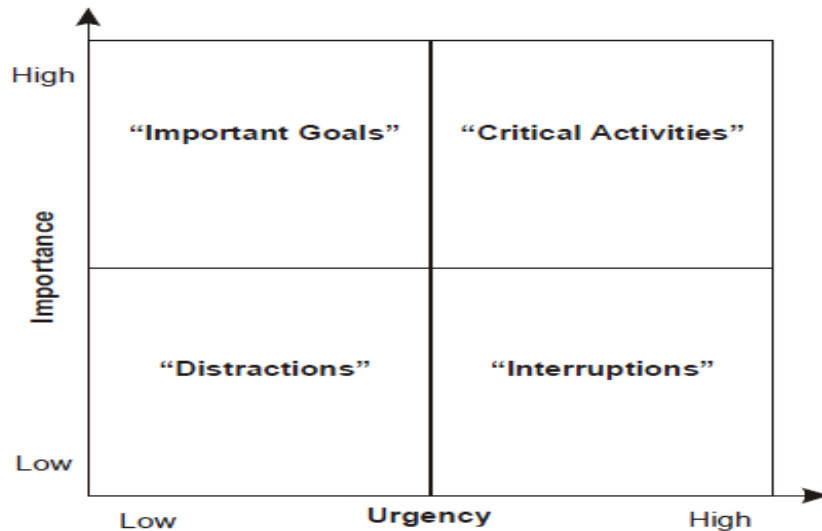 High
“Important Goals”
“Critical Activities”
Importance
“Distractions”
“Interruptions”
Low
Low
Urgency
High